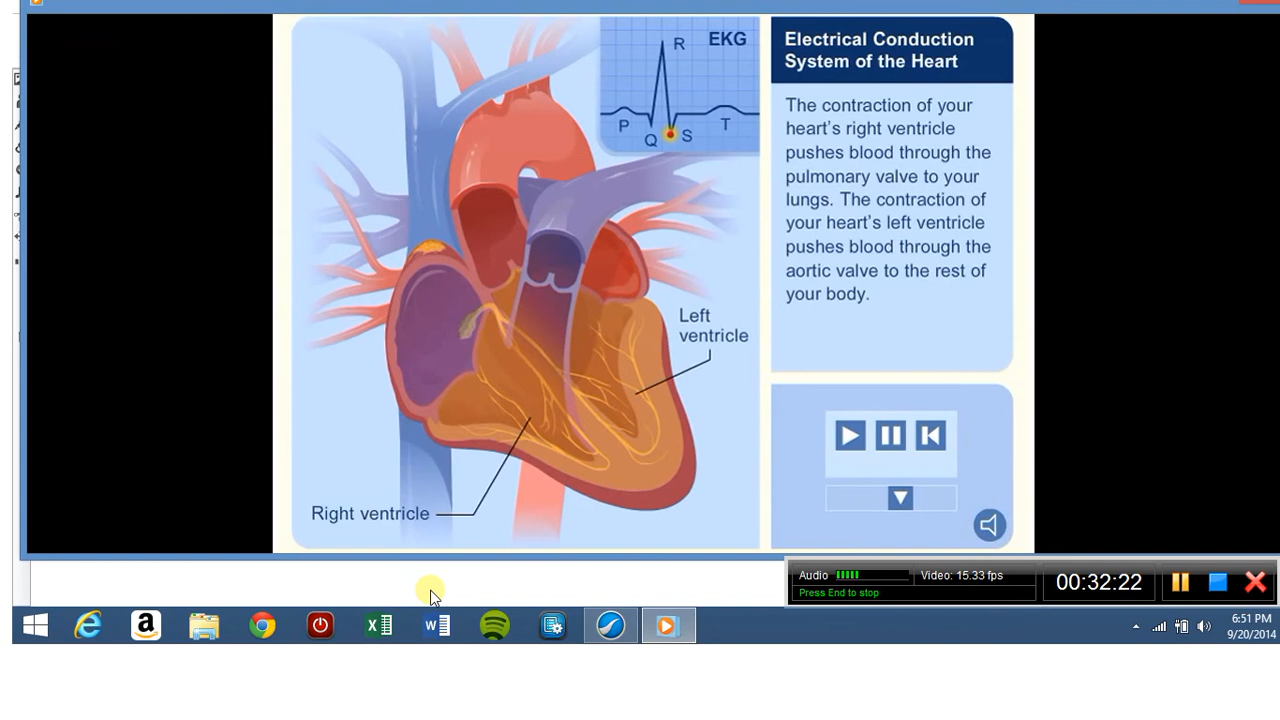 EKG
R
P
Q
S
T
Left
ventricle
Right ventricle
Electrical Conduction
System of the Heart
The contraction of your
heart's right ventricle
pushes blood through the
pulmonary valve to your
lungs. The contraction of
your heart's left ventricle
pushes blood through the
aortic valve to the rest of
your body.
Audio
Video: 15.33 fps
Press End to stop
00:32:22
6:51 PM
9/20/2014